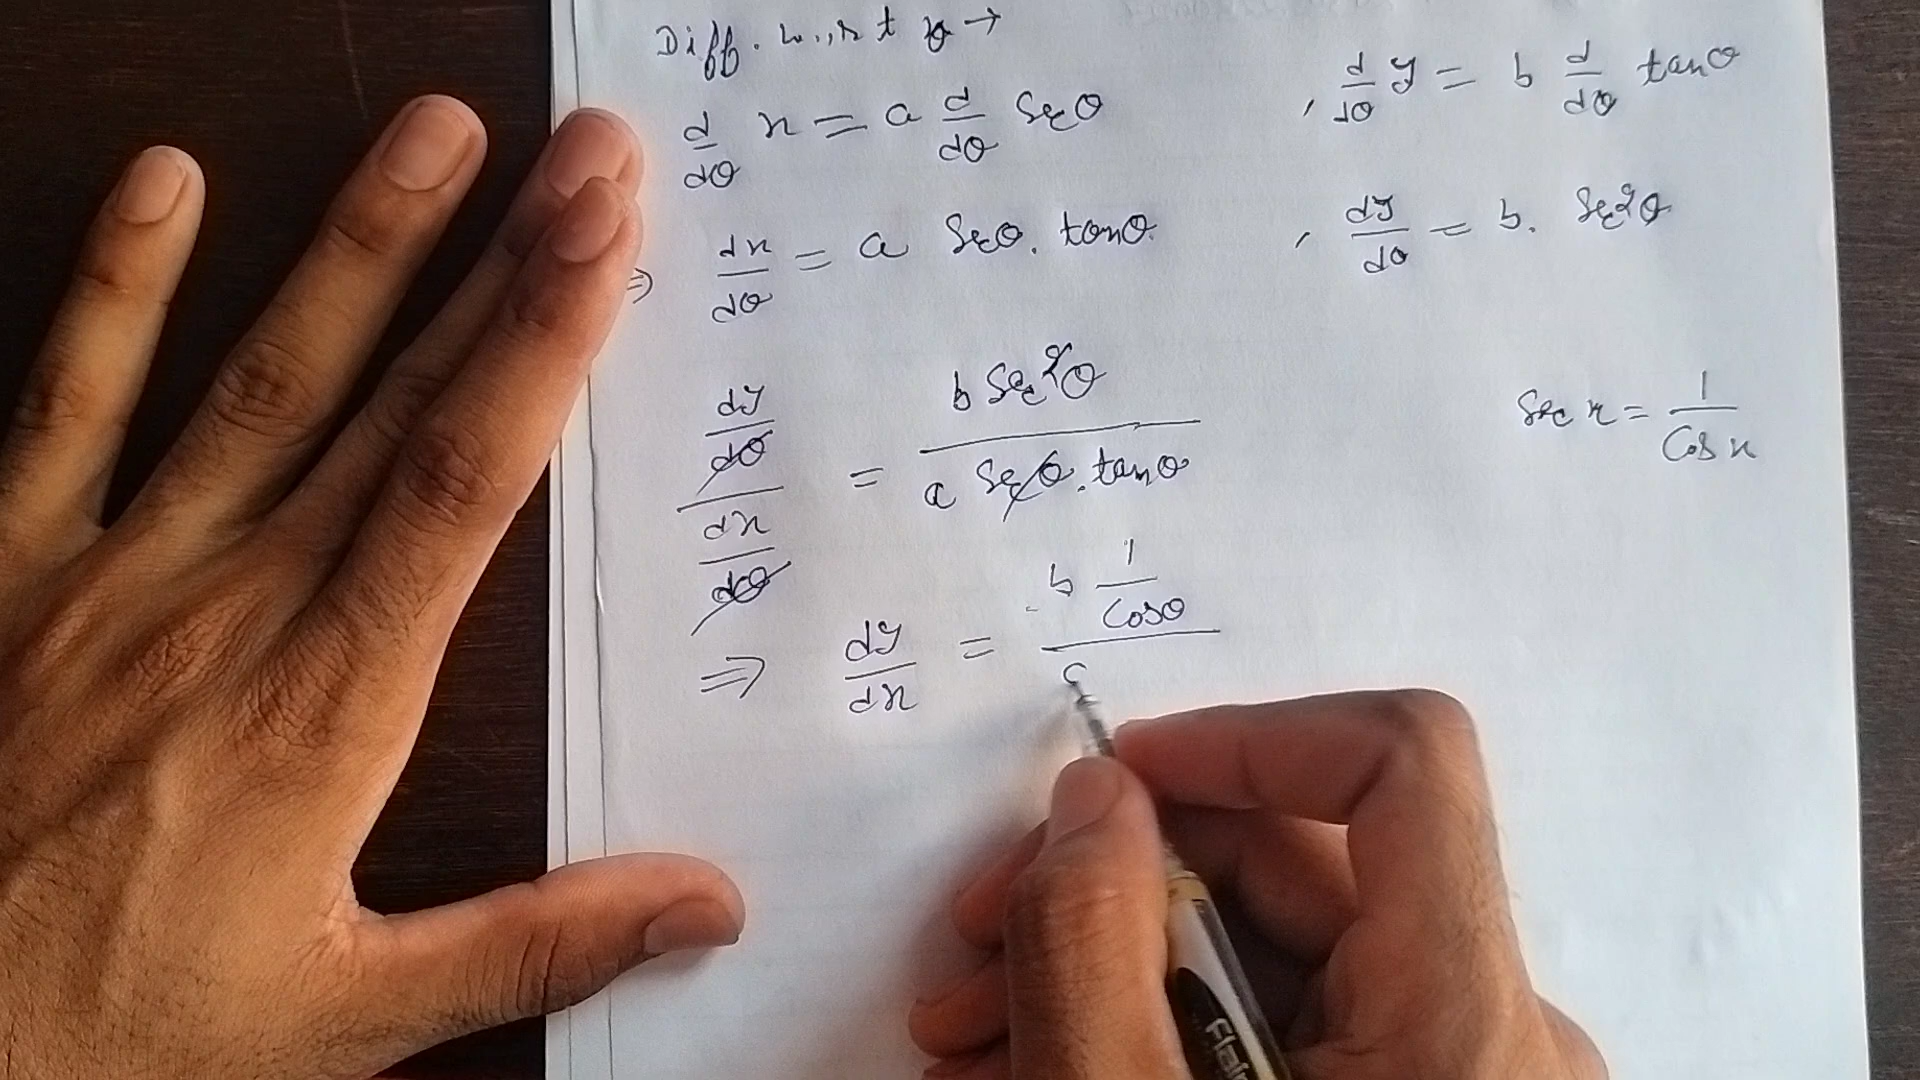 Diff. w.r.t θ →
d/dθ x = a d/dθ Secθ , d/dθ y = b d/dθ tanθ
⇒ dx/dθ = a Secθ. tanθ. , dy/dθ = b. Sec²θ
dy/dθ / dx/dθ = b Sec²θ / a Secθ. tanθ
Sec x = 1/Cos x
⇒ dy/dx = b 1/Cosθ /
Flair